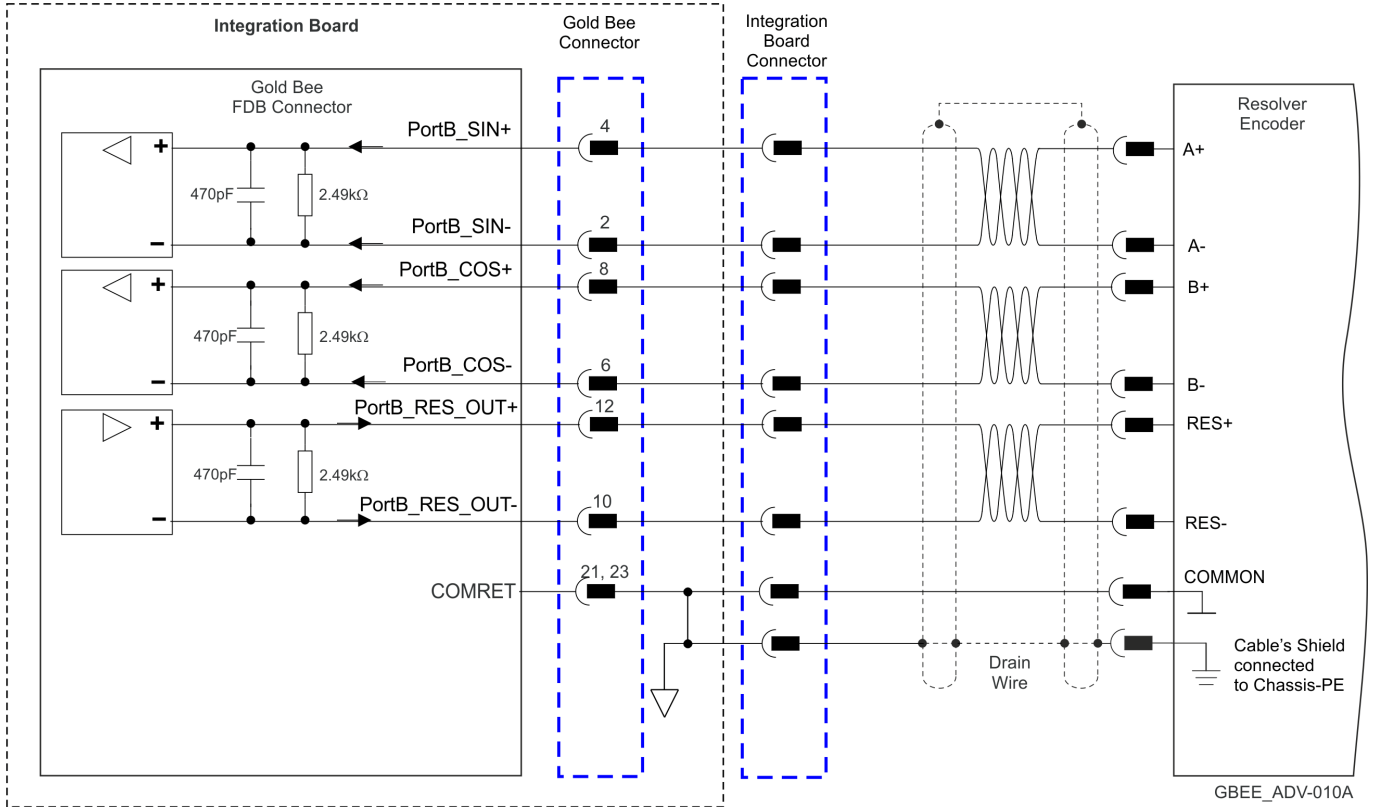 Integration Board
Gold Bee
Connector
Integration
Board
Connector
Gold Bee
FDB Connector
Resolver
Encoder
PortB_SIN+
4
A+
+
470pF
2.49kΩ
PortB_SIN-
2
A-
–
PortB_COS+
8
B+
+
470pF
2.49kΩ
PortB_COS-
6
B-
–
PortB_RES_OUT+
12
RES+
+
470pF
2.49kΩ
PortB_RES_OUT-
10
RES-
–
COMRET
21, 23
COMMON
Drain
Wire
Cable's Shield
connected
to Chassis-PE
GBEE_ADV-010A